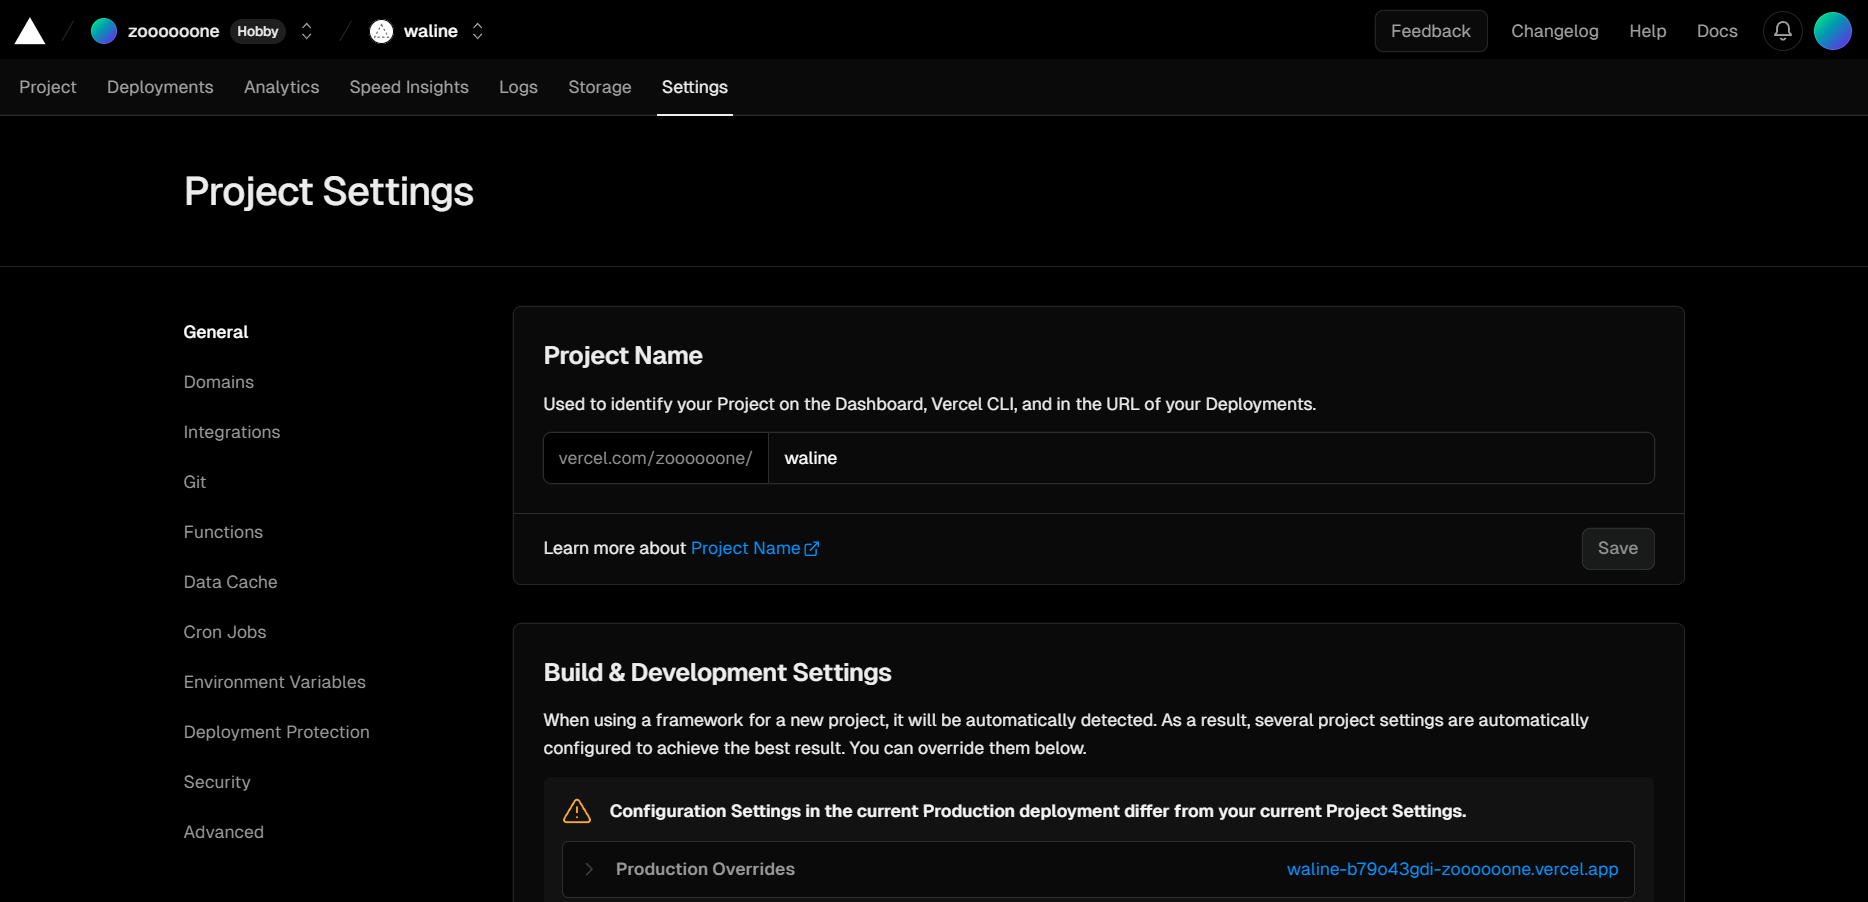 zoooooone Hobby waline Feedback Changelog Help Docs
Project Deployments Analytics Speed Insights Logs Storage Settings
Project Settings
General
Domains
Integrations
Git
Functions
Data Cache
Cron Jobs
Environment Variables
Deployment Protection
Security
Advanced
Project Name
Used to identify your Project on the Dashboard, Vercel CLI, and in the URL of your Deployments.
vercel.com/zoooooone/ waline
Learn more about Project Name
Save
Build & Development Settings
When using a framework for a new project, it will be automatically detected. As a result, several project settings are automatically
configured to achieve the best result. You can override them below.
Configuration Settings in the current Production deployment differ from your current Project Settings.
Production Overrides waline-b79o43gdi-zoooooone.vercel.app